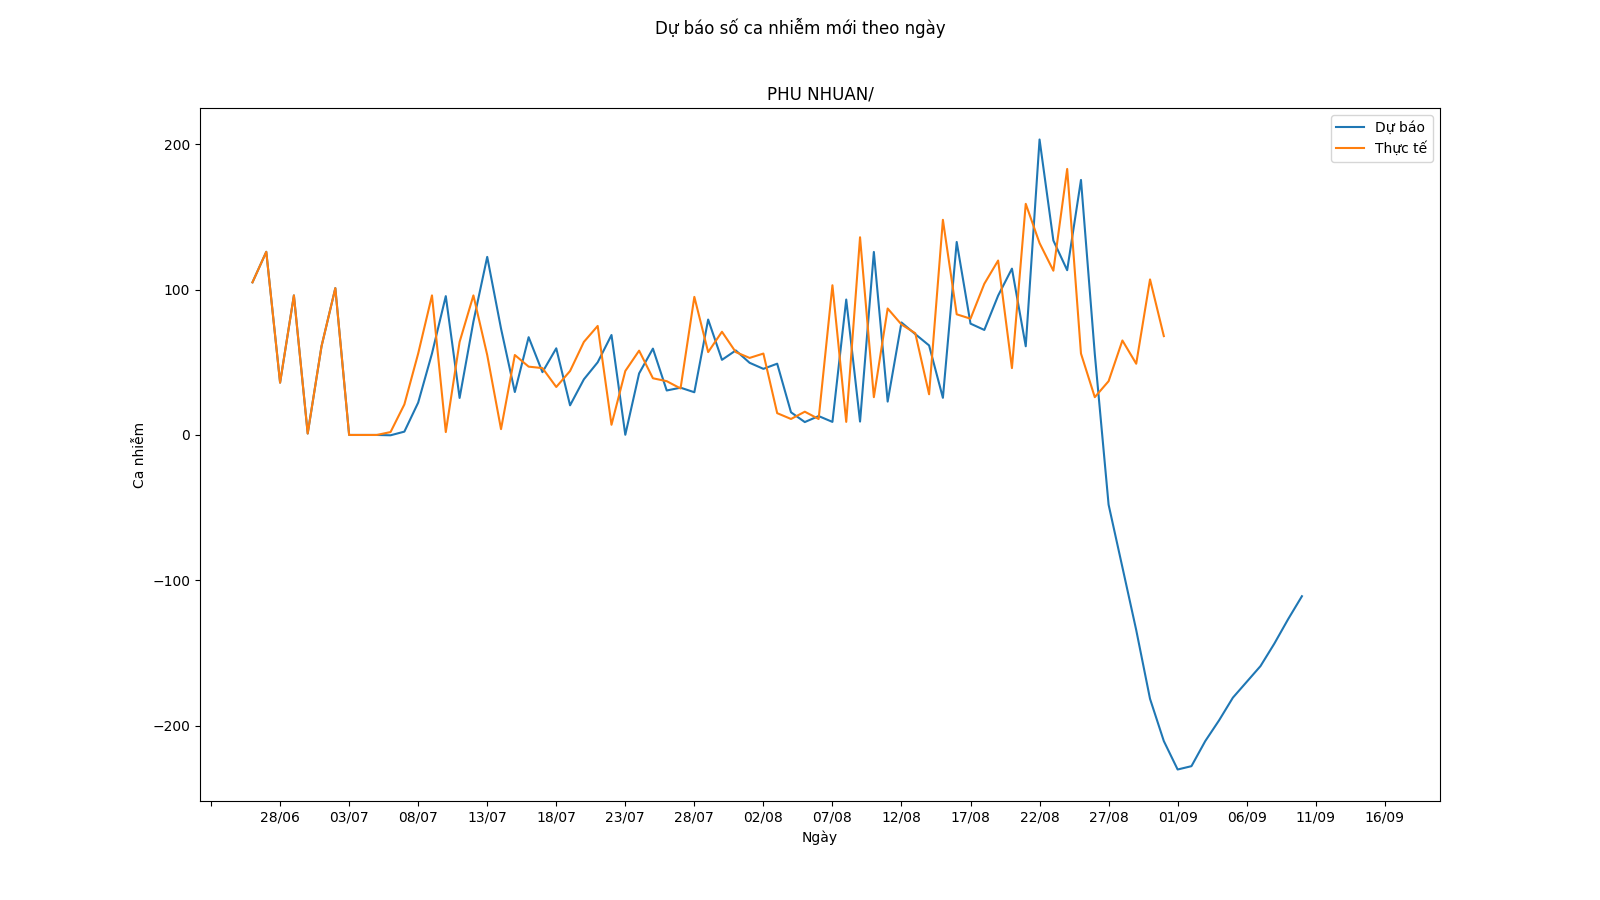 Dự báo số ca nhiễm mới theo ngày
PHU NHUAN/
Dự báo
Thực tế
200
100
0
−100
−200
Ca nhiễm
28/06 03/07 08/07 13/07 18/07 23/07 28/07 02/08 07/08 12/08 17/08 22/08 27/08 01/09 06/09 11/09 16/09
Ngày